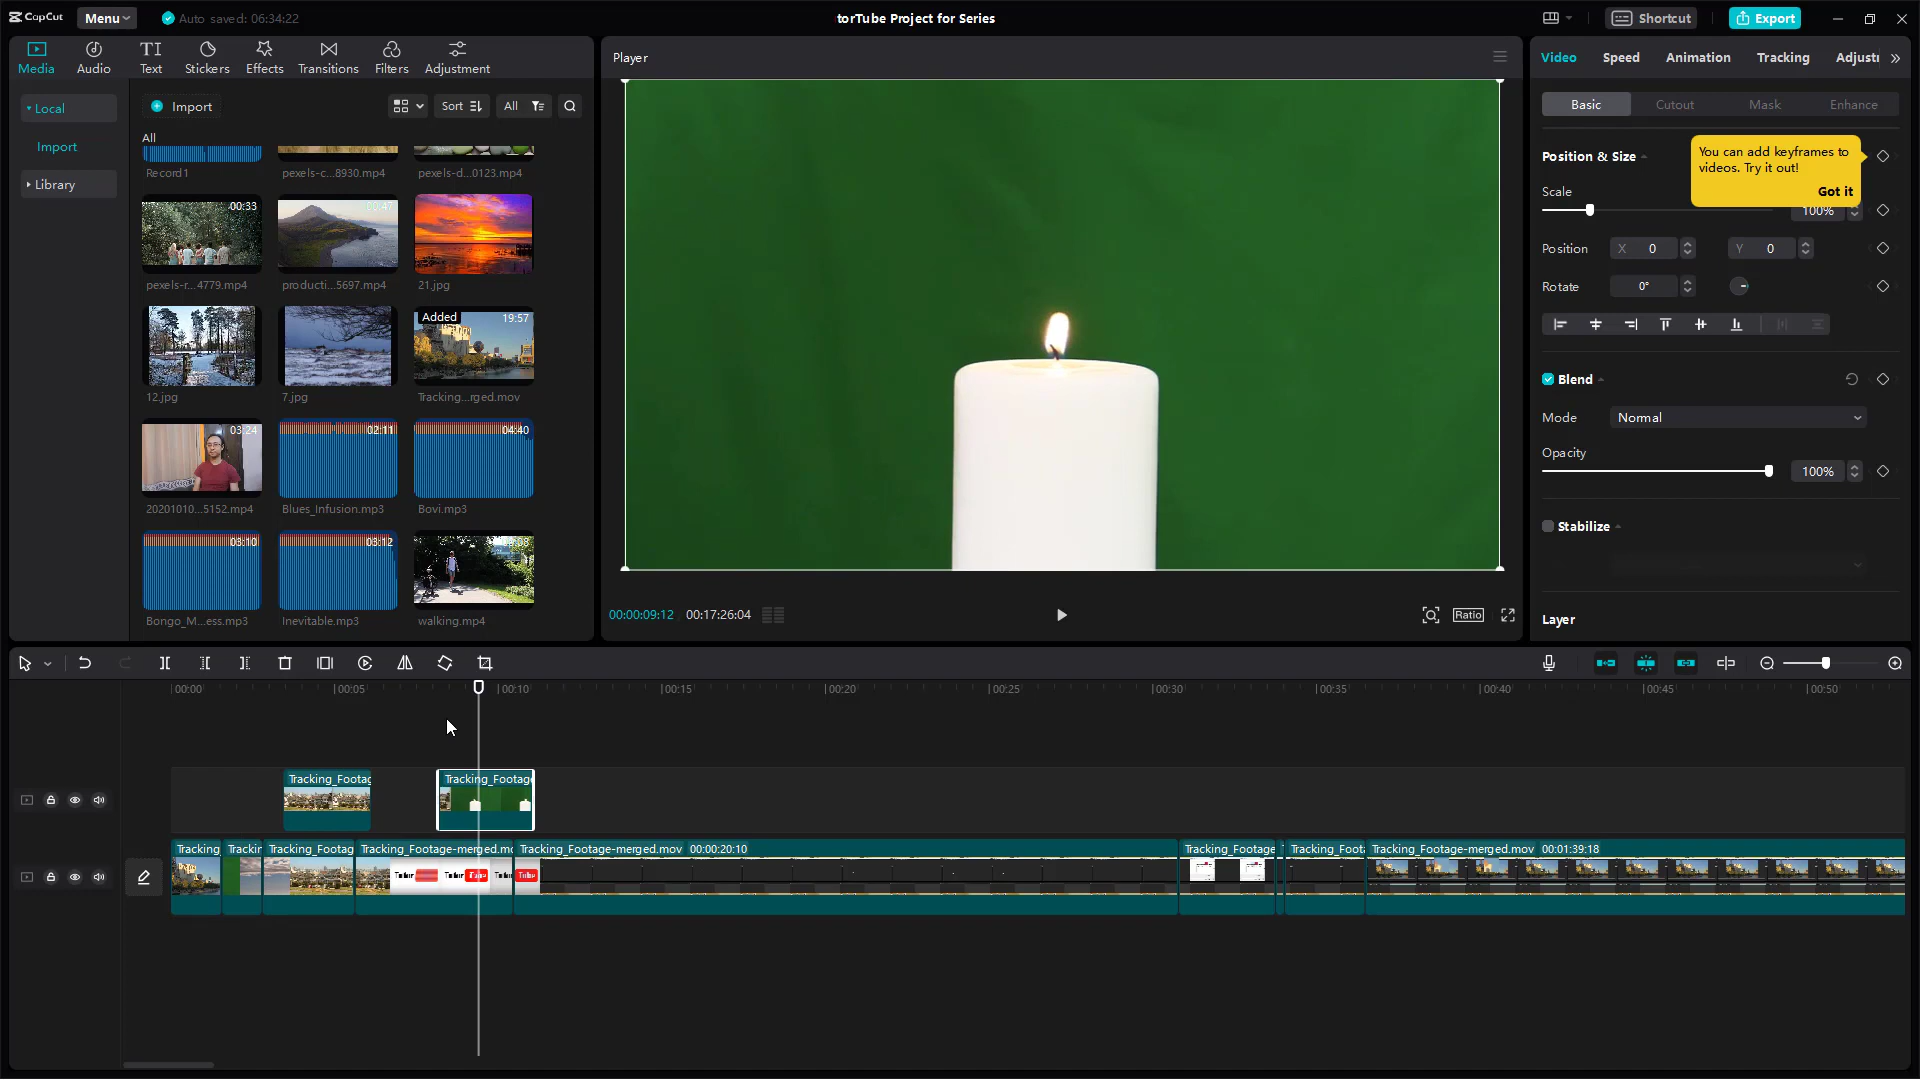 CapCut
Menu
Auto saved: 06:34:22
torTube Project for Series
Shortcut
Export
Media
Audio
TI
Text
Stickers
Effects
Transitions
Filters
Adjustment
Local
Import
Library
Import
Sort
All
All
Record1
pexels-c...8930.mp4
pexels-d...0123.mp4
00:33
00:47
pexels-r...4779.mp4
producti...5697.mp4
21.jpg
Added
19:57
12.jpg
7.jpg
Tracking...rged.mov
03:24
02:11
04:40
20201010...5152.mp4
Blues_Infusion.mp3
Bovi.mp3
03:10
03:12
Bongo_M...ess.mp3
Inevitable.mp3
walking.mp4
Player
00:00:09:12
00:17:26:04
Ratio
Video
Speed
Animation
Tracking
Adjust
Basic
Cutout
Mask
Enhance
Position & Size
You can add keyframes to
videos. Try it out!
Got it
Scale
100%
Position
X 0
Y 0
Rotate
0°
Blend
Mode
Normal
Opacity
100%
Stabilize
Layer
00:00
00:05
00:10
00:15
00:20
00:25
00:30
00:35
00:40
00:45
00:50
Tracking_Footag
Tracking_Footag
Tracking
Trackin
Tracking_Footag
Tracking_Footage-merged.mo
Tracking_Footage-merged.mov 00:00:20:10
Tracking_Footage
Tracking_Foot
Tracking_Footage-merged.mov 00:01:39:18
Tutor
Tutor Tube
Tutor Tube